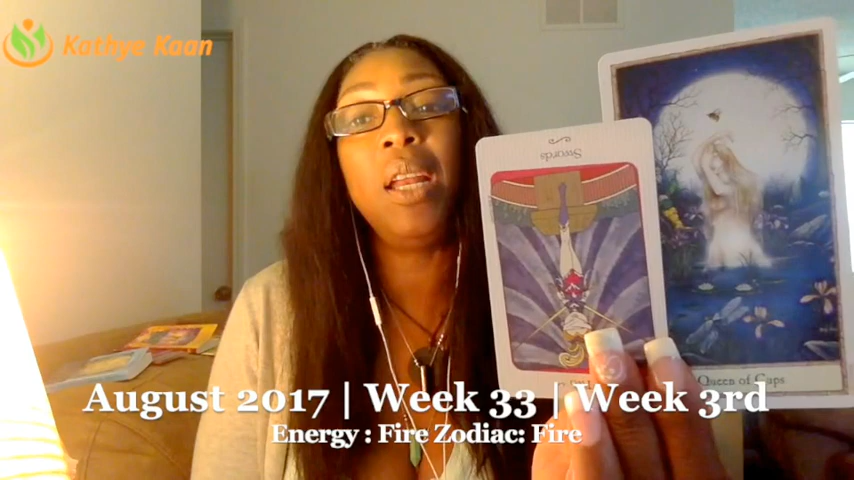 Kathye Kaan
Swords
Queen of Cups
August 2017 | Week 33 | Week 3rd
Energy : Fire Zodiac: Fire